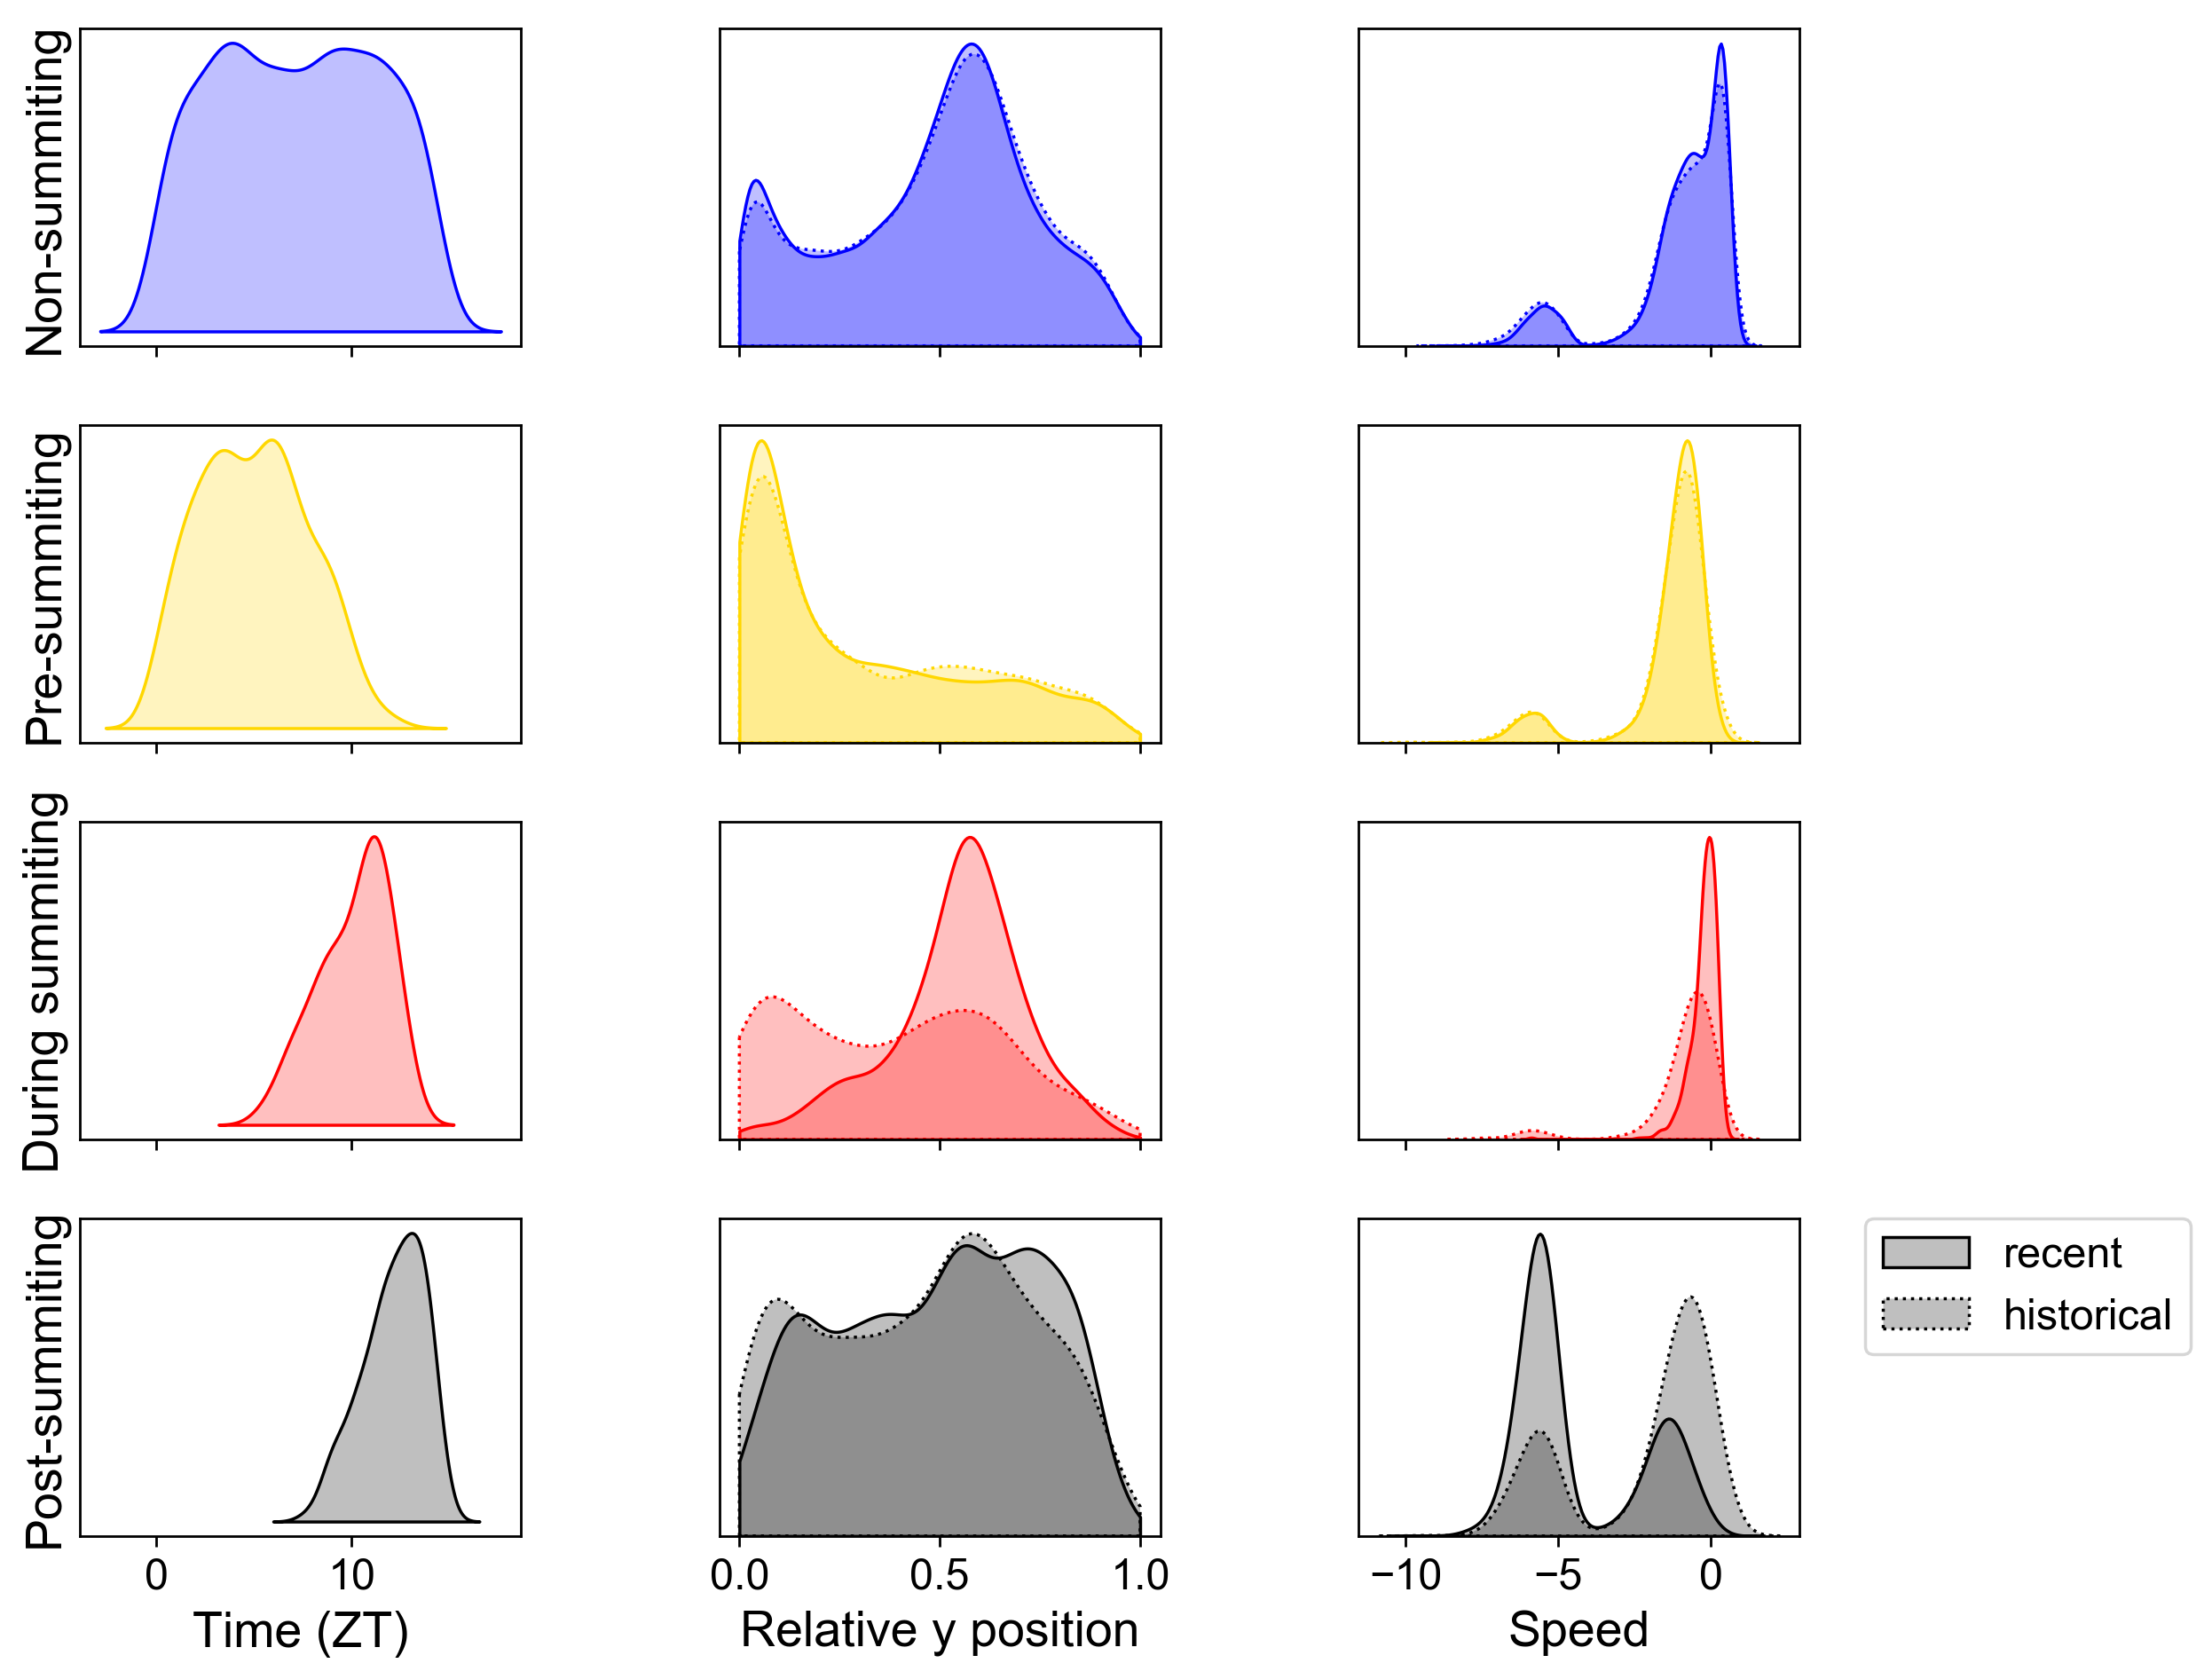 Non-summiting
Pre-summiting
During summiting
Post-summiting
recent
historical
0 10
0.0 0.5 1.0
−10 −5 0
Time (ZT)
Relative y position
Speed